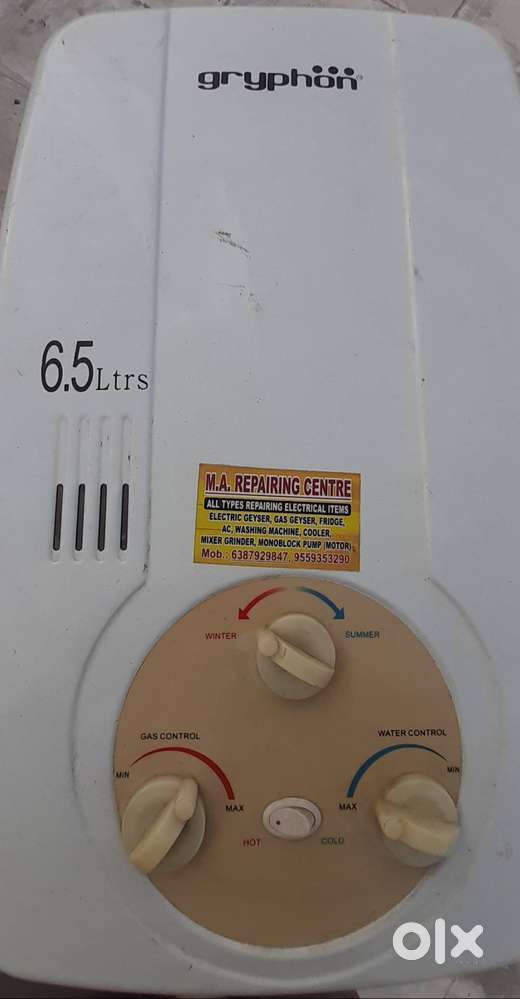 gryphon
6.5Ltrs
M.A. REPAIRING CENTRE
ALL TYPES REPAIRING ELECTRICAL ITEMS
ELECTRIC GEYSER, GAS GEYSER, FRIDGE,
AC, WASHING MACHINE, COOLER,
MIXER GRINDER, MONOBLOCK PUMP (MOTOR)
Mob.: 6387929847, 9559353290
WINTER SUMMER
GAS CONTROL WATER CONTROL
MIN MIN
MAX MAX
HOT COLD
olx